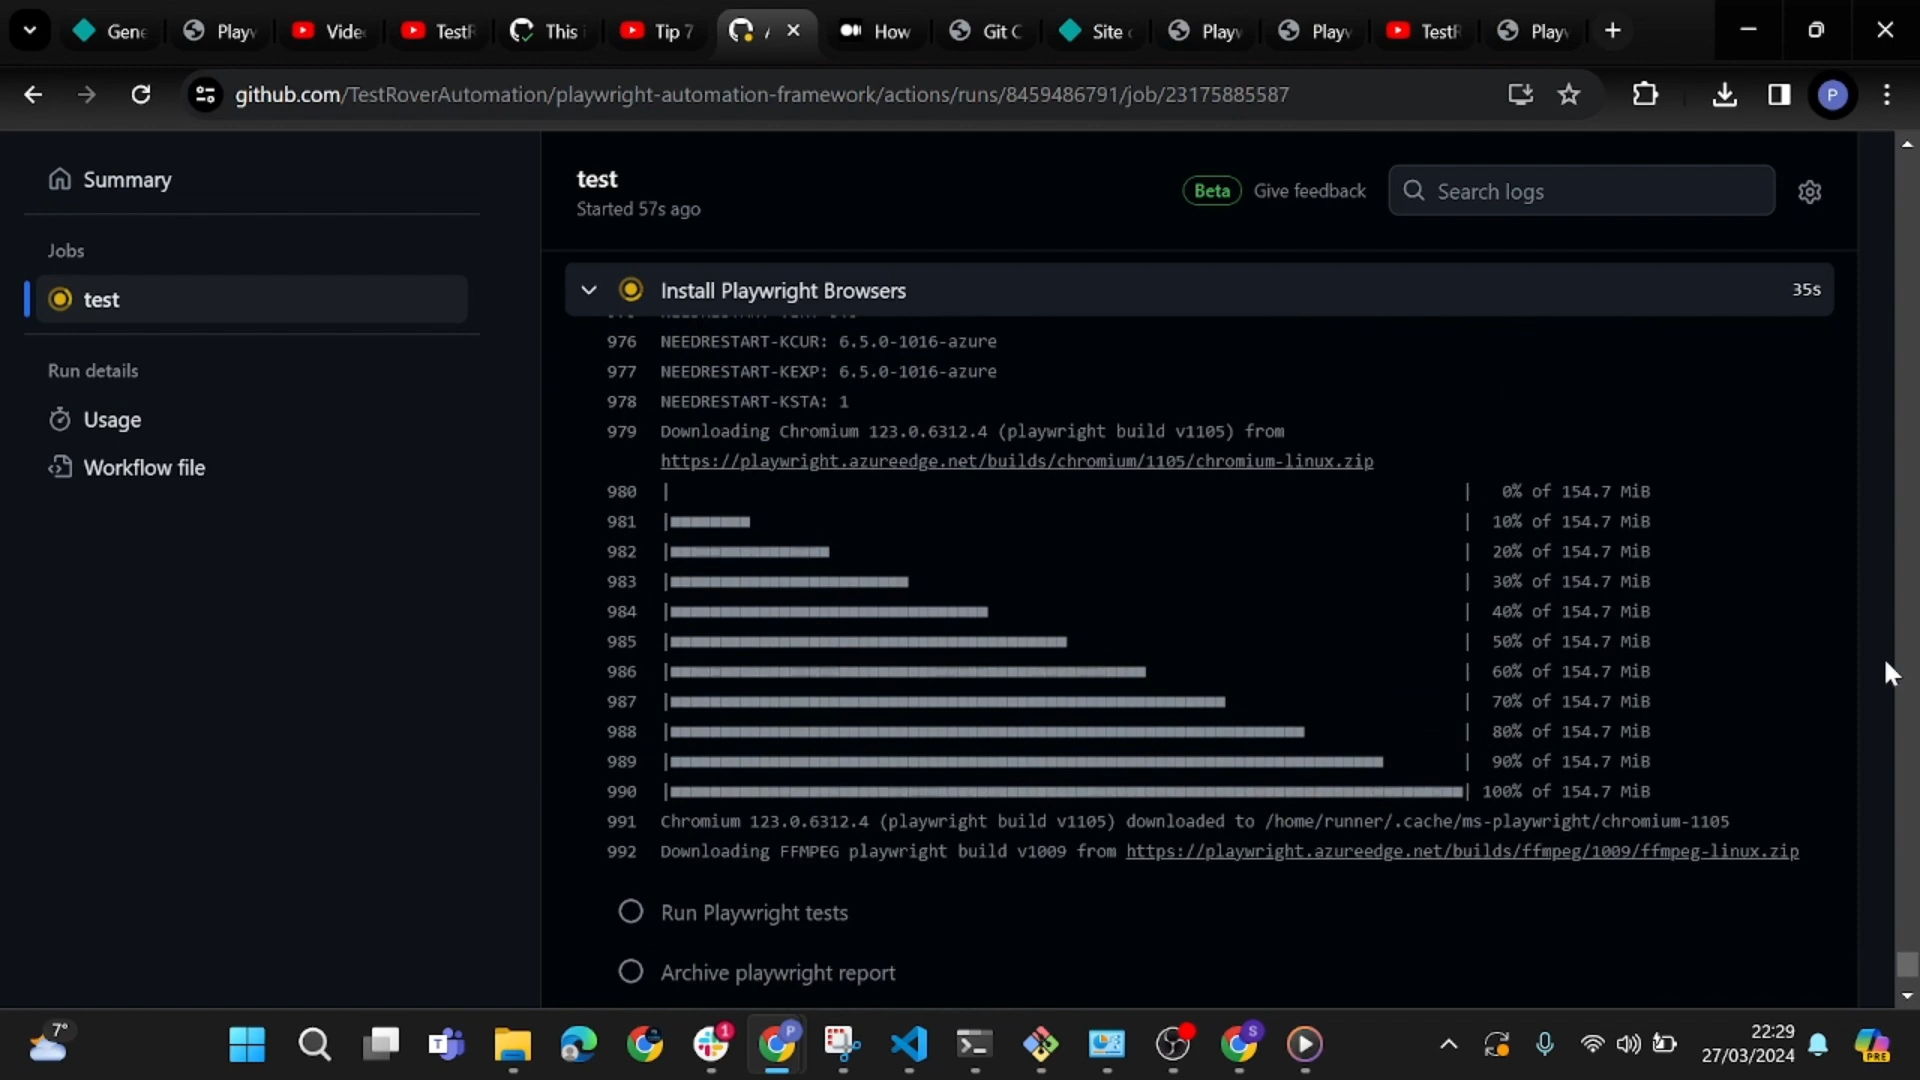 Gene
Play
Vide
TestR
This i
Tip 7
How
Git C
Site
Play
Play
TestR
Play
github.com/TestRoverAutomation/playwright-automation-framework/actions/runs/8459486791/job/23175885587
P
Summary
Jobs
test
Run details
Usage
Workflow file
test
Started 57s ago
Beta
Give feedback
Search logs
Install Playwright Browsers
35s
976 NEEDRESTART-KCUR: 6.5.0-1016-azure
977 NEEDRESTART-KEXP: 6.5.0-1016-azure
978 NEEDRESTART-KSTA: 1
979 Downloading Chromium 123.0.6312.4 (playwright build v1105) from
https://playwright.azureedge.net/builds/chromium/1105/chromium-linux.zip
980 | | 0% of 154.7 MiB
981 |■■■■■■■■ | 10% of 154.7 MiB
982 |■■■■■■■■■■■■■■■■ | 20% of 154.7 MiB
983 |■■■■■■■■■■■■■■■■■■■■■■■■ | 30% of 154.7 MiB
984 |■■■■■■■■■■■■■■■■■■■■■■■■■■■■■■■■ | 40% of 154.7 MiB
985 |■■■■■■■■■■■■■■■■■■■■■■■■■■■■■■■■■■■■■■■■ | 50% of 154.7 MiB
986 |■■■■■■■■■■■■■■■■■■■■■■■■■■■■■■■■■■■■■■■■■■■■■■■■ | 60% of 154.7 MiB
987 |■■■■■■■■■■■■■■■■■■■■■■■■■■■■■■■■■■■■■■■■■■■■■■■■■■■■■■■■ | 70% of 154.7 MiB
988 |■■■■■■■■■■■■■■■■■■■■■■■■■■■■■■■■■■■■■■■■■■■■■■■■■■■■■■■■■■■■■■■■ | 80% of 154.7 MiB
989 |■■■■■■■■■■■■■■■■■■■■■■■■■■■■■■■■■■■■■■■■■■■■■■■■■■■■■■■■■■■■■■■■■■■■■■■■ | 90% of 154.7 MiB
990 |■■■■■■■■■■■■■■■■■■■■■■■■■■■■■■■■■■■■■■■■■■■■■■■■■■■■■■■■■■■■■■■■■■■■■■■■■■■■■■■■| 100% of 154.7 MiB
991 Chromium 123.0.6312.4 (playwright build v1105) downloaded to /home/runner/.cache/ms-playwright/chromium-1105
992 Downloading FFMPEG playwright build v1009 from https://playwright.azureedge.net/builds/ffmpeg/1009/ffmpeg-linux.zip
Run Playwright tests
Archive playwright report
7°
1
P
S
22:29
27/03/2024
PRE